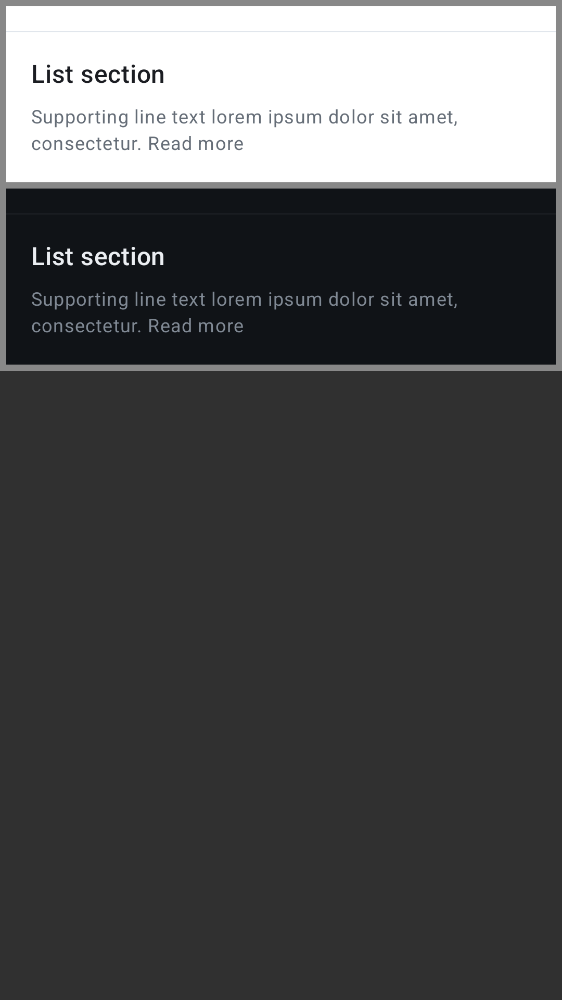 List section
Supporting line text lorem ipsum dolor sit amet,
consectetur. Read more
List section
Supporting line text lorem ipsum dolor sit amet,
consectetur. Read more